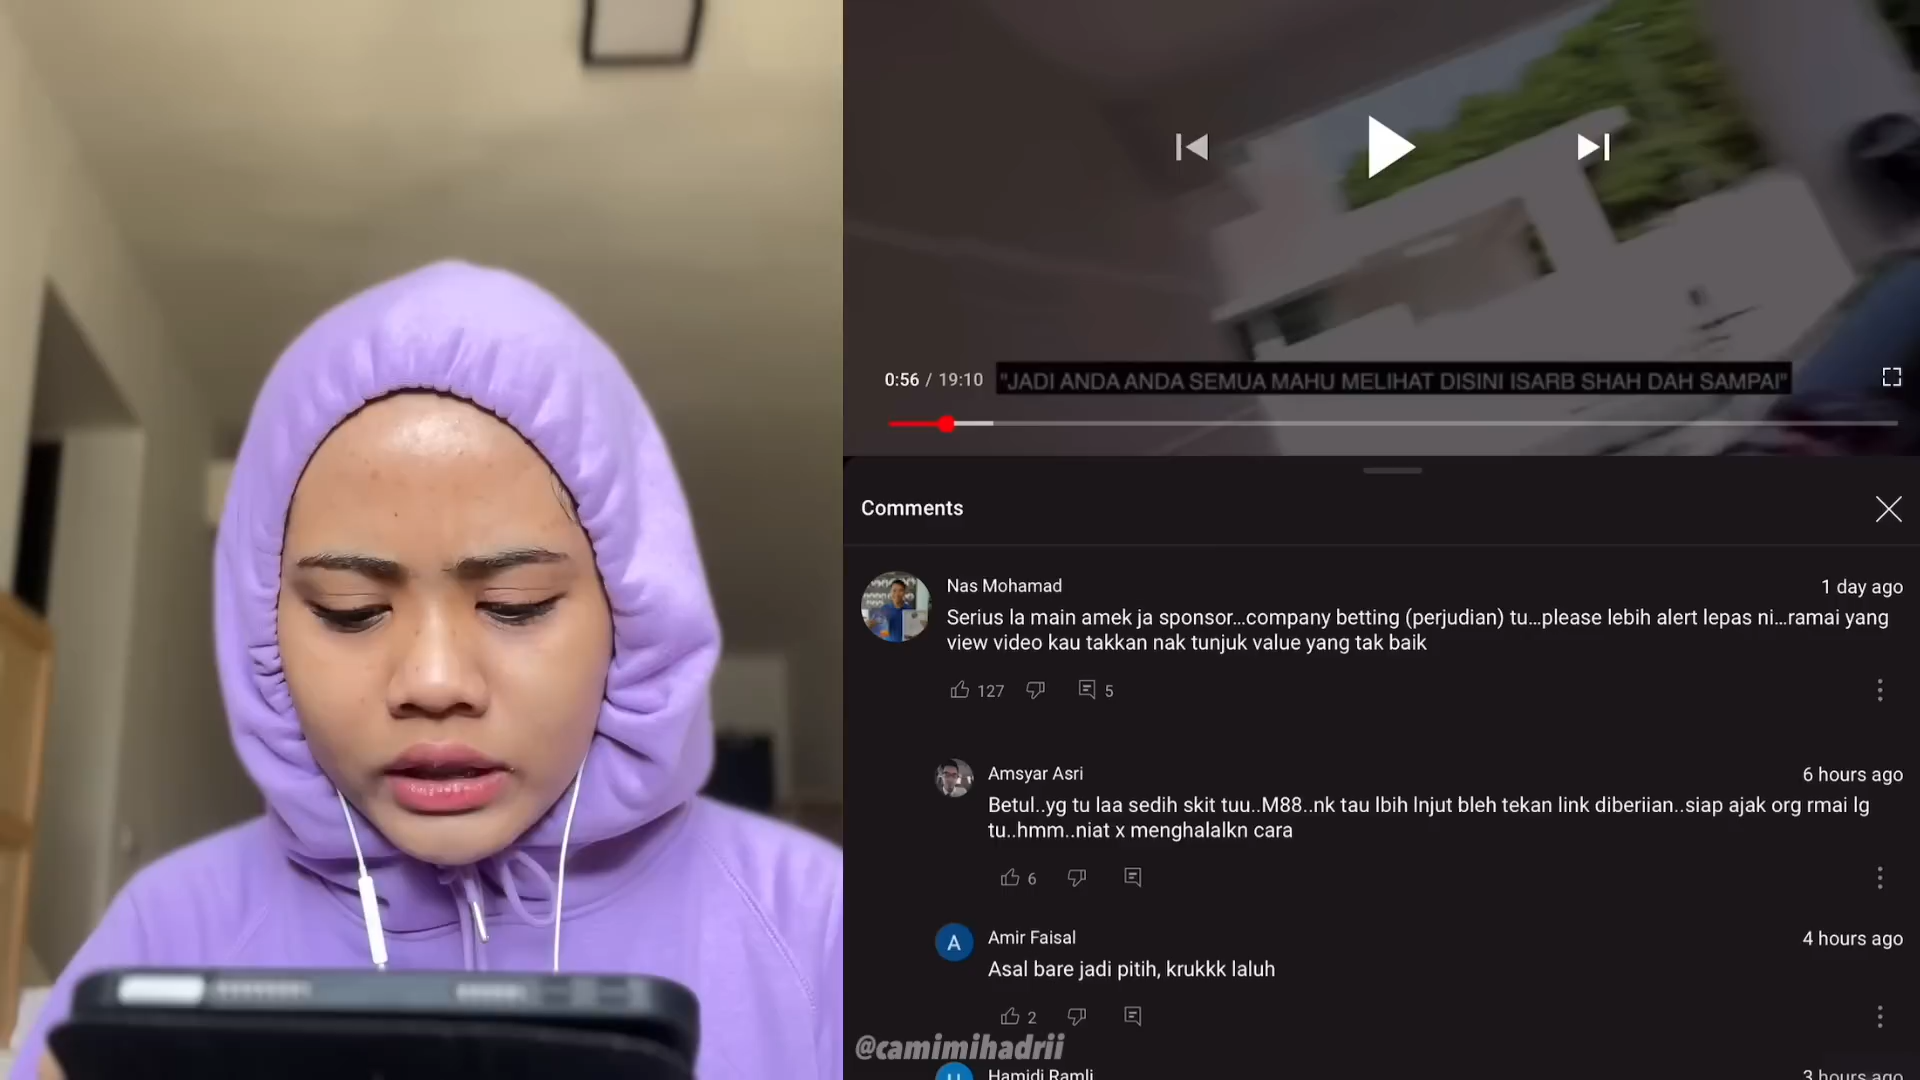 0:56 / 19:10
"JADI ANDA ANDA SEMUA MAHU MELIHAT DISINI ISARB SHAH DAH SAMPAI"
Comments
Nas Mohamad
1 day ago
Serius la main amek ja sponsor...company betting (perjudian) tu...please lebih alert lepas ni...ramai yang
view video kau takkan nak tunjuk value yang tak baik
127
5
Amsyar Asri
6 hours ago
Betul..yg tu laa sedih skit tuu..M88..nk tau lbih lnjut bleh tekan link diberiian..siap ajak org rmai lg
tu..hmm..niat x menghalalkn cara
6
A
Amir Faisal
4 hours ago
Asal bare jadi pitih, krukkk laluh
2
@camimihadrii
Hamidi Ramli
3 hours ago